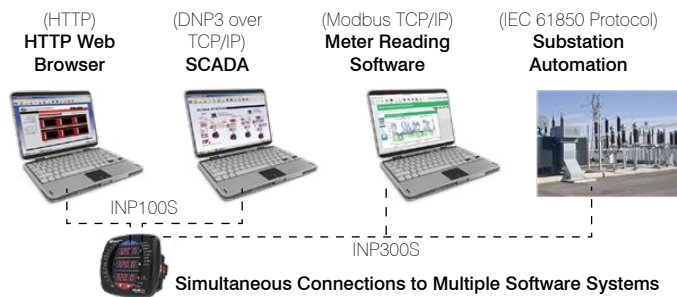 (HTTP)
HTTP Web
Browser
(DNP3 over
TCP/IP)
SCADA
(Modbus TCP/IP)
Meter Reading
Software
(IEC 61850 Protocol)
Substation
Automation
INP100S
INP300S
Simultaneous Connections to Multiple Software Systems